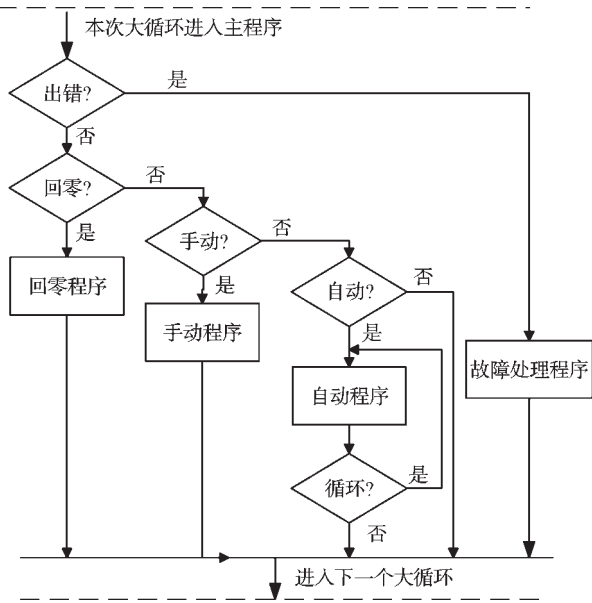 本次大循环进入主程序
出错?
是
否
回零?
否
是
手动?
否
回零程序
是
自动?
否
手动程序
是
故障处理程序
自动程序
循环?
是
否
进入下一个大循环